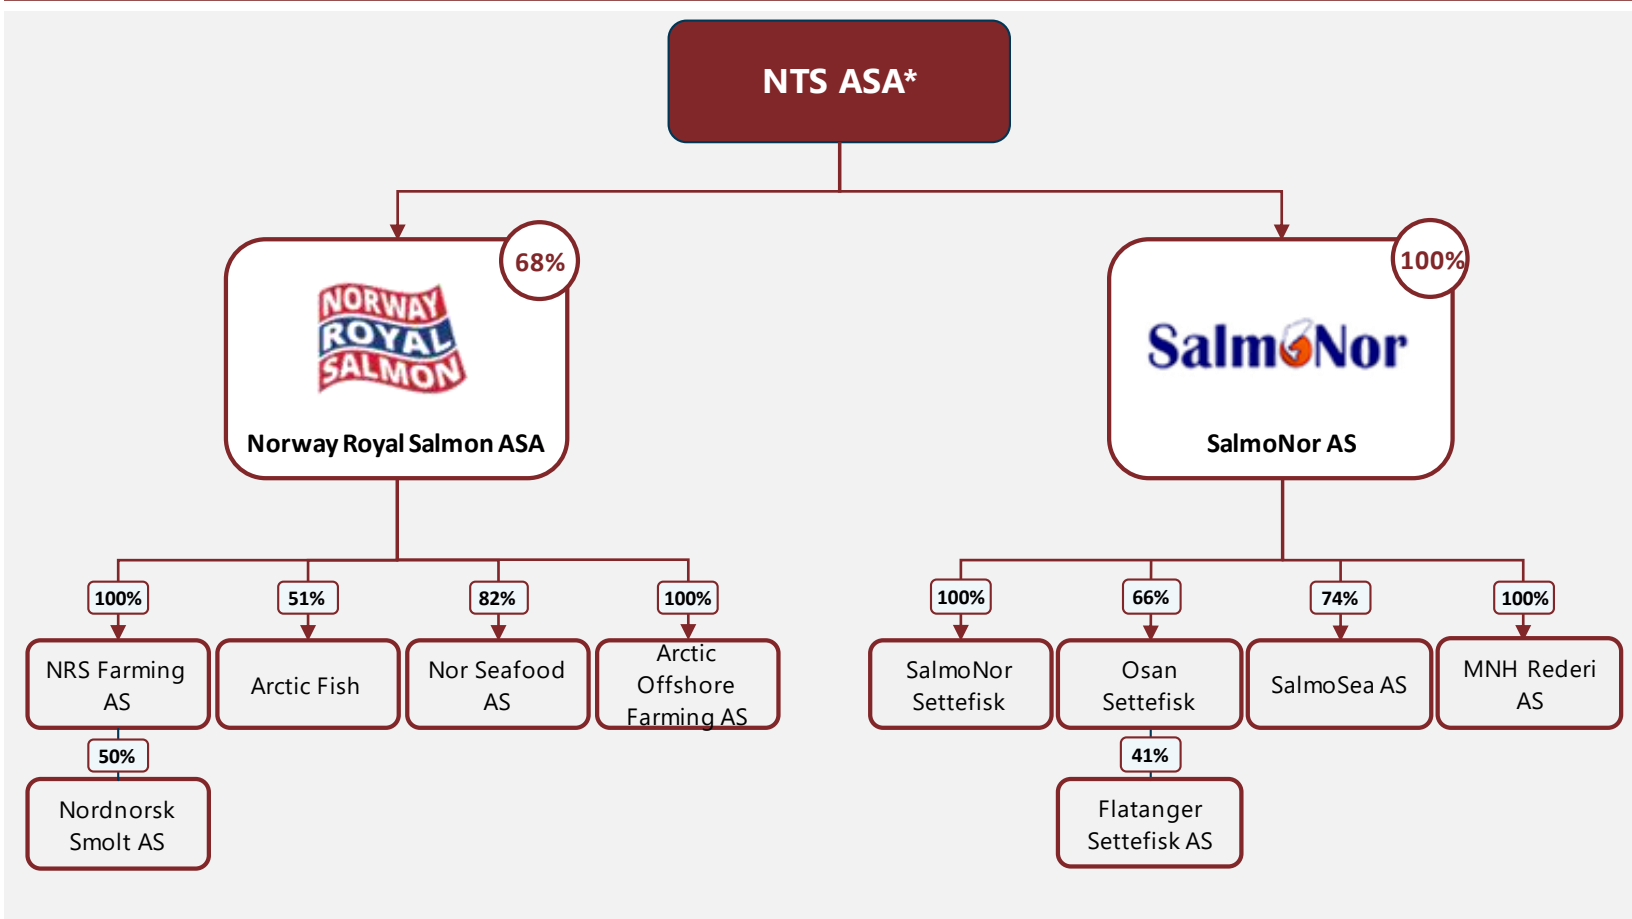 NTS ASA*
68%
100%
NORWAY
ROYAL
SALMON
SalmoNor
Norway Royal Salmon ASA
SalmoNor AS
100%
51%
82%
100%
100%
66%
74%
100%
NRS Farming
AS
Arctic Fish
Nor Seafood
AS
Arctic
Offshore
Farming AS
SalmoNor
Settefisk
Osan
Settefisk
SalmoSea AS
MNH Rederi
AS
50%
41%
Nordnorsk
Smolt AS
Flatanger
Settefisk AS